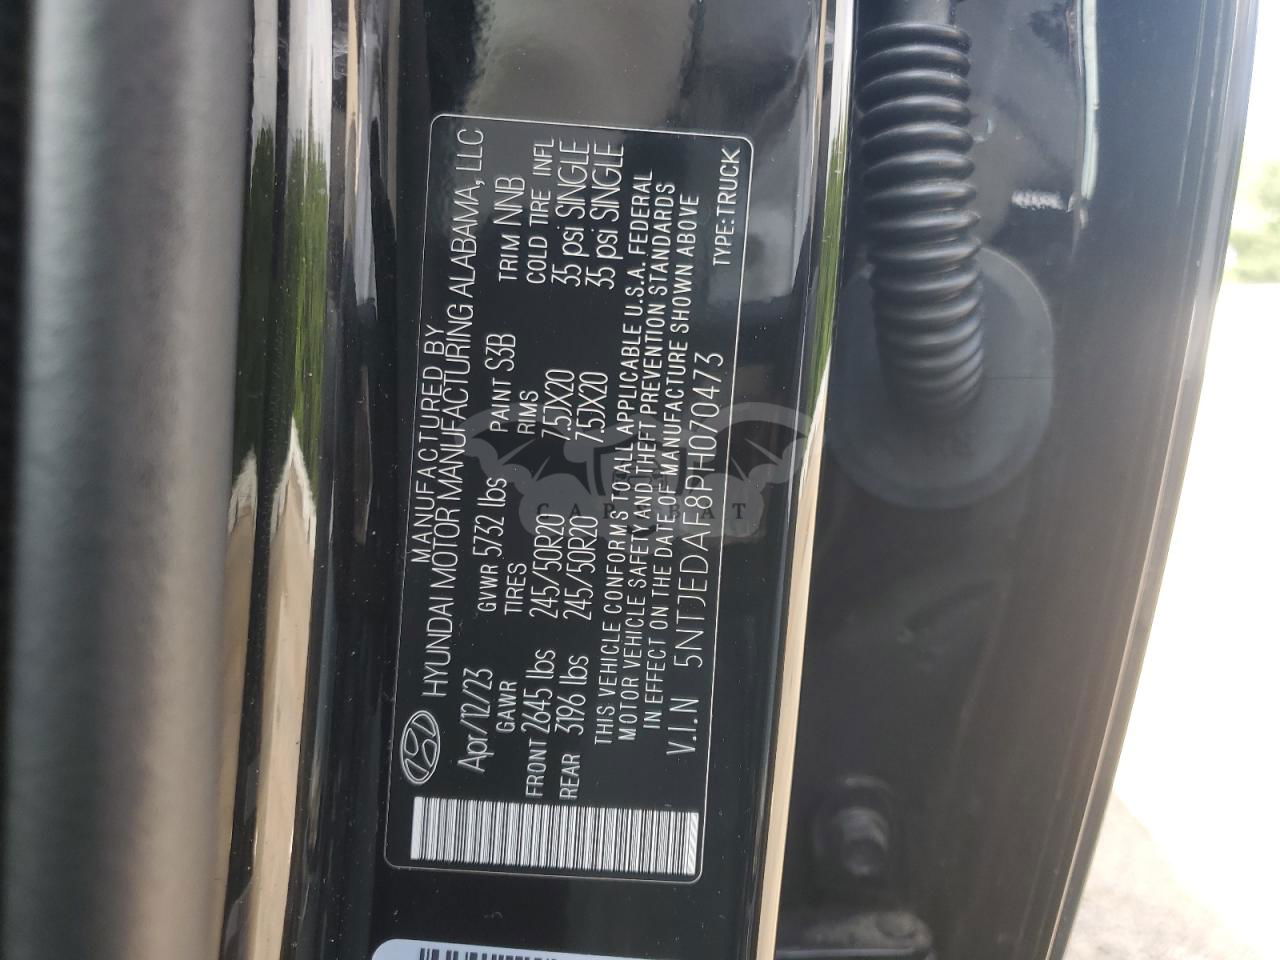 MANUFACTURED BY
HYUNDAI MOTOR MANUFACTURING ALABAMA, LLC
Apr/12/23 GVWR 5732 lbs PAINT S3B TRIM NNB
GAWR TIRES RIMS COLD TIRE INFL
FRONT 2645 lbs 245/50R20 7.5JX20 35 psi SINGLE
REAR 3196 lbs 245/50R20 7.5JX20 35 psi SINGLE
THIS VEHICLE CONFORMS TO ALL APPLICABLE U.S.A. FEDERAL
MOTOR VEHICLE SAFETY AND THEFT PREVENTION STANDARDS
IN EFFECT ON THE DATE OF MANUFACTURE SHOWN ABOVE
V.I.N 5NTJEDAF8PH070473 TYPE:TRUCK
CARBAT